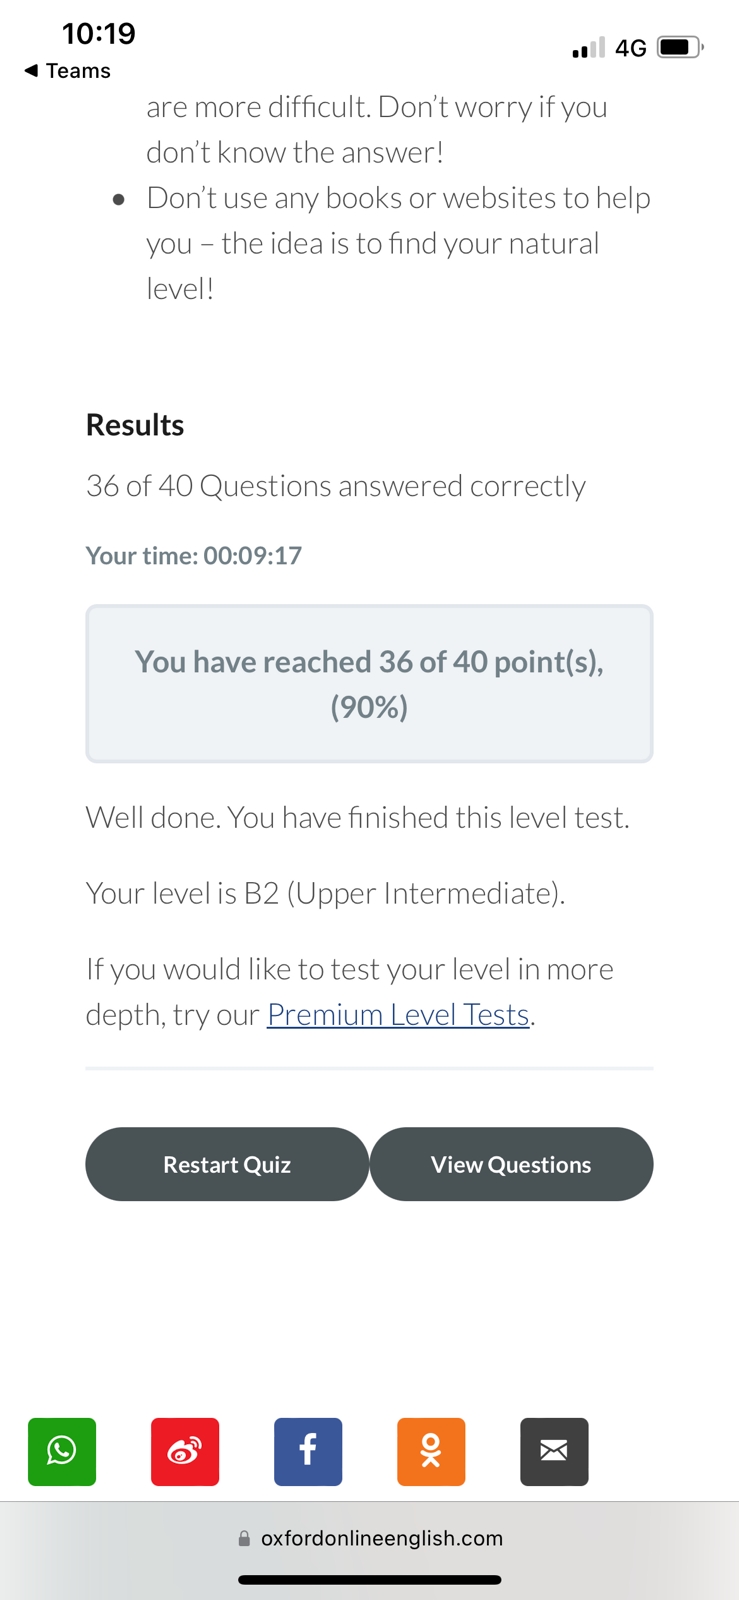 10:19
4G
◀ Teams
are more difficult. Don’t worry if you
don’t know the answer!
• Don’t use any books or websites to help
you – the idea is to find your natural
level!
Results
36 of 40 Questions answered correctly
Your time: 00:09:17
You have reached 36 of 40 point(s),
(90%)
Well done. You have finished this level test.
Your level is B2 (Upper Intermediate).
If you would like to test your level in more
depth, try our Premium Level Tests.
Restart Quiz
View Questions
oxfordonlineenglish.com